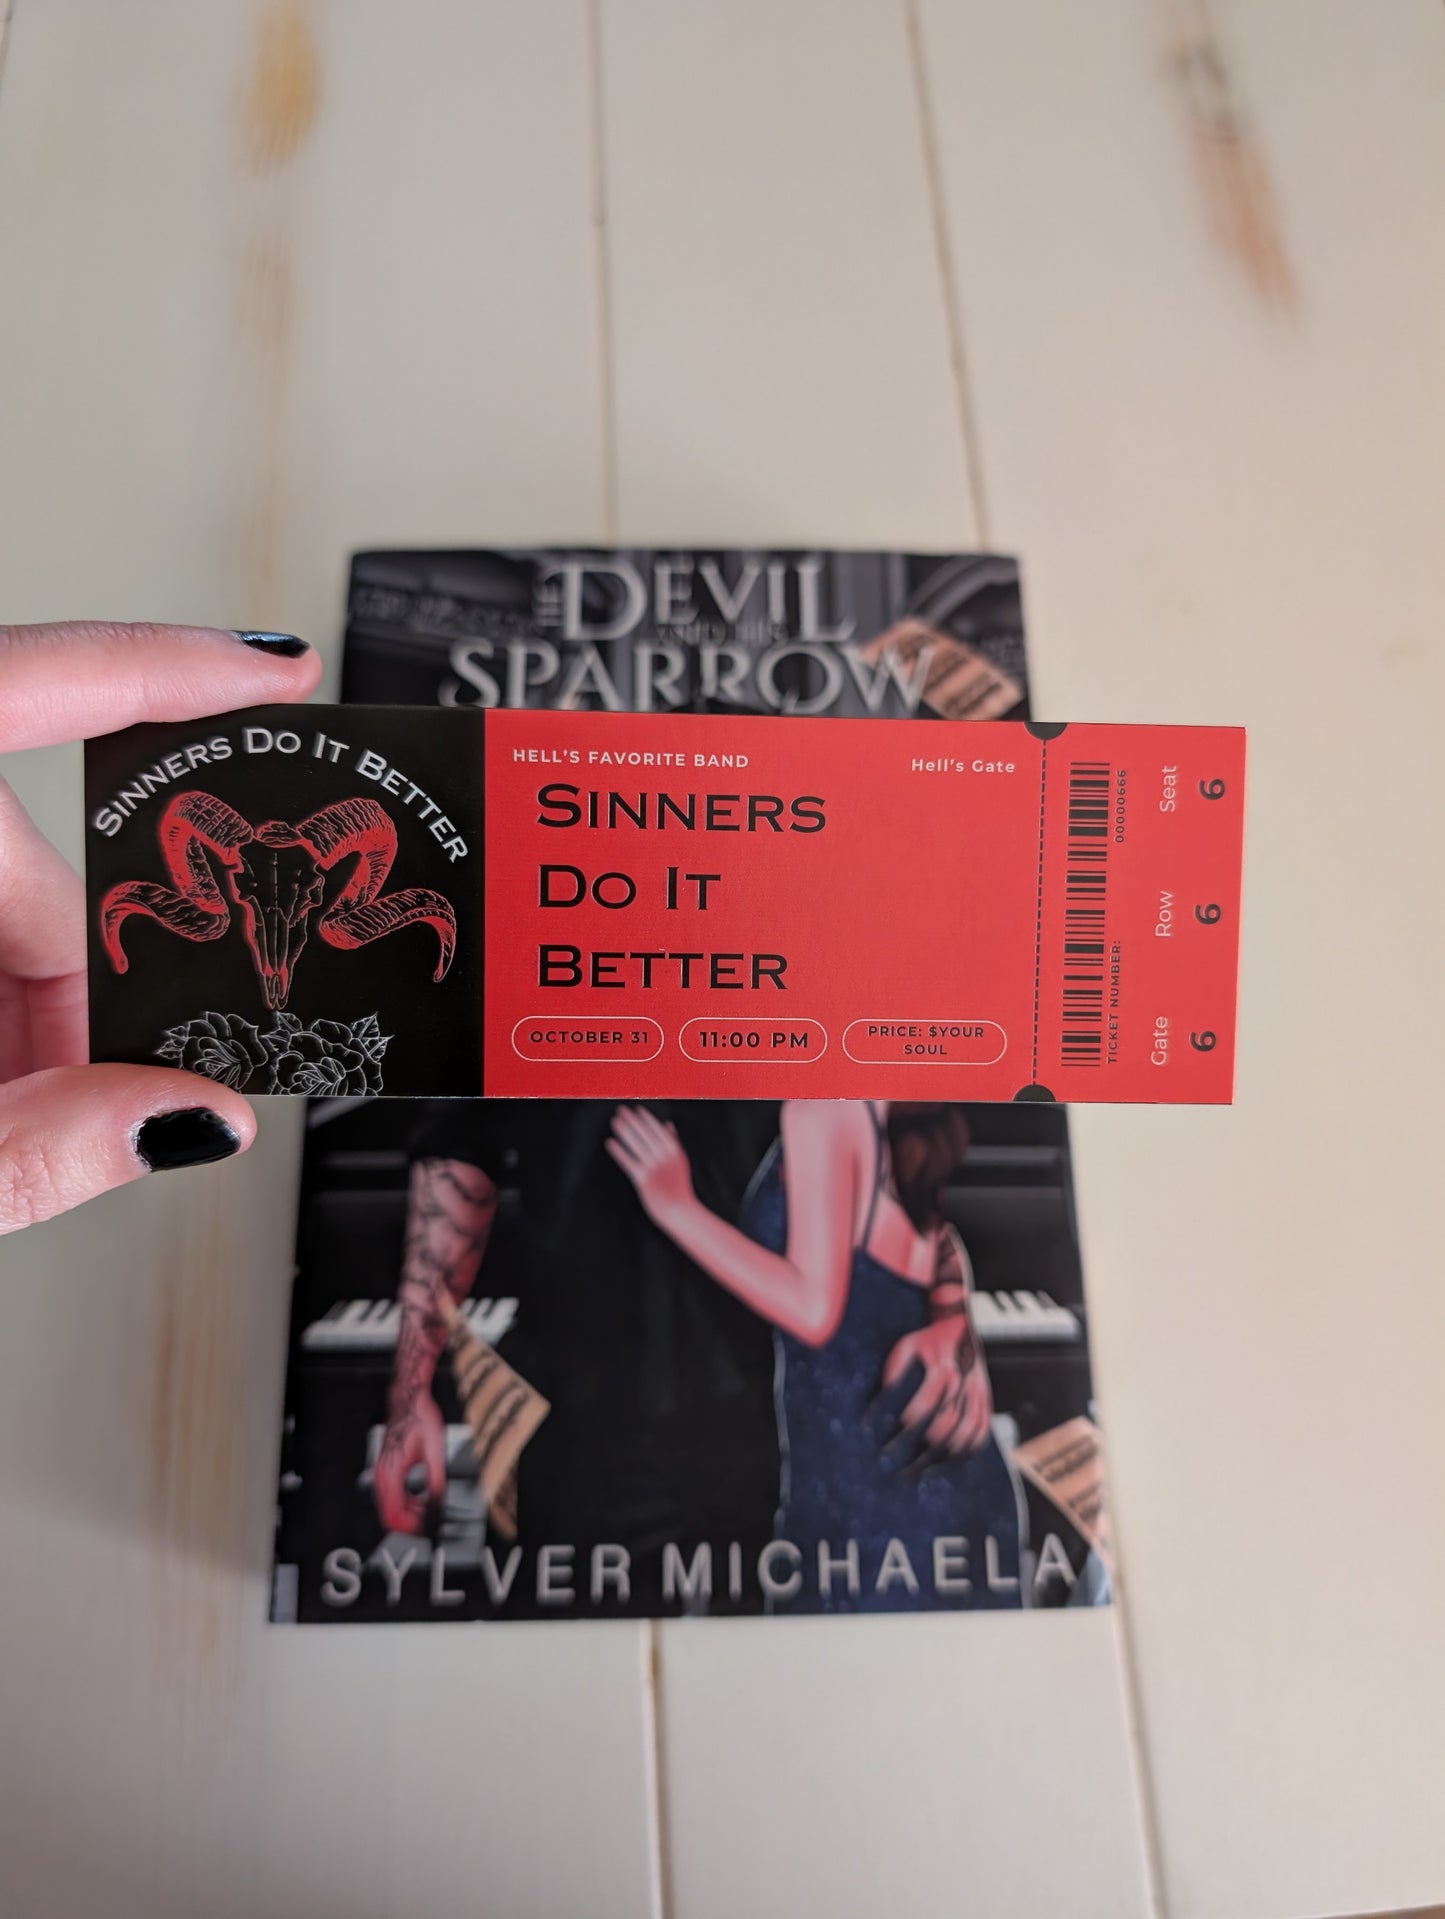 THE DEVIL
AND HIS
SPARROW
SINNERS DO IT BETTER
HELL'S FAVORITE BAND
Hell's Gate
SINNERS
DO IT
BETTER
OCTOBER 31
11:00 PM
PRICE: $YOUR
SOUL
TICKET NUMBER:
00000666
Gate
6
Row
6
Seat
6
SYLVER MICHAELA